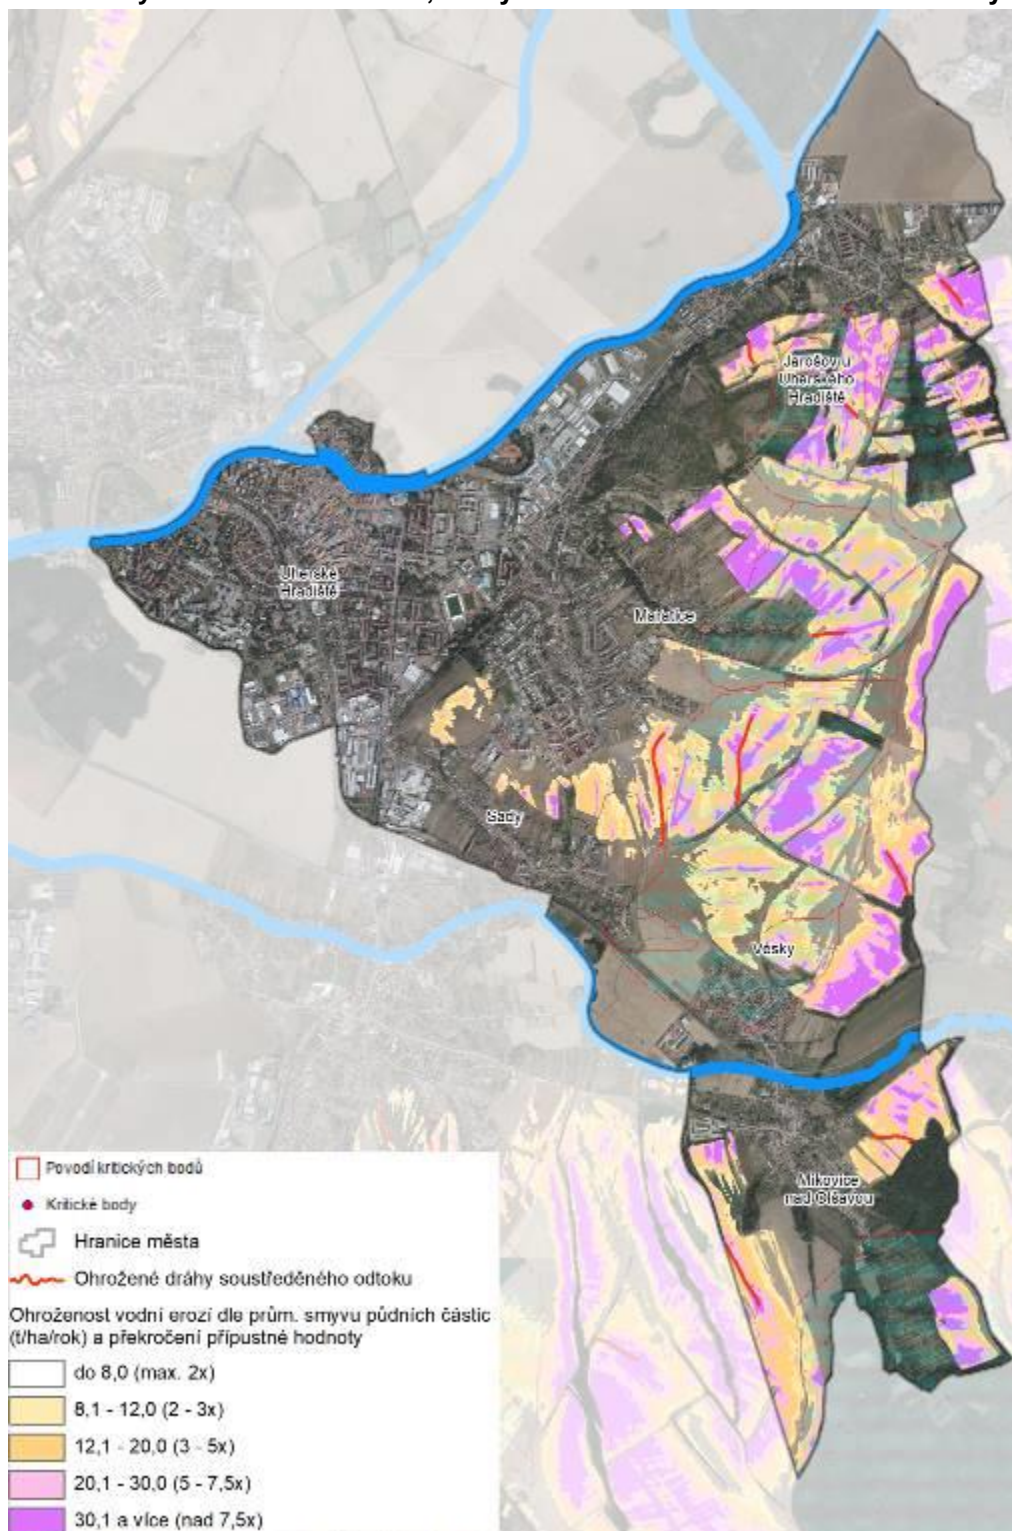 Jarošov u
Uherského
Hradiště
Uherské
Hradiště
Mařatice
Sady
Vésky
Míkovice
nad Olšavou
Povodí kritických bodů
Kritické body
Hranice města
Ohrožené dráhy soustředěného odtoku
Ohroženost vodní erozí dle prům. smyvu půdních částic
(t/ha/rok) a překročení přípustné hodnoty
do 8,0 (max. 2x)
8,1 - 12,0 (2 - 3x)
12,1 - 20,0 (3 - 5x)
20,1 - 30,0 (5 - 7,5x)
30,1 a více (nad 7,5x)